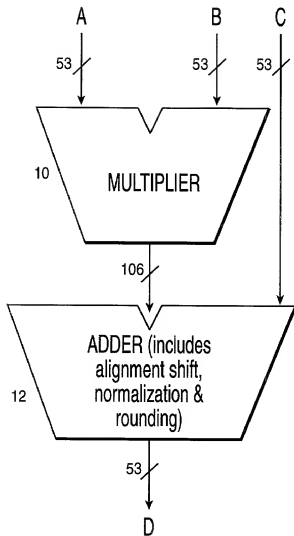 A B C
53 53 53
10
MULTIPLIER
106
ADDER (includes
alignment shift,
normalization &
rounding)
12
53
D